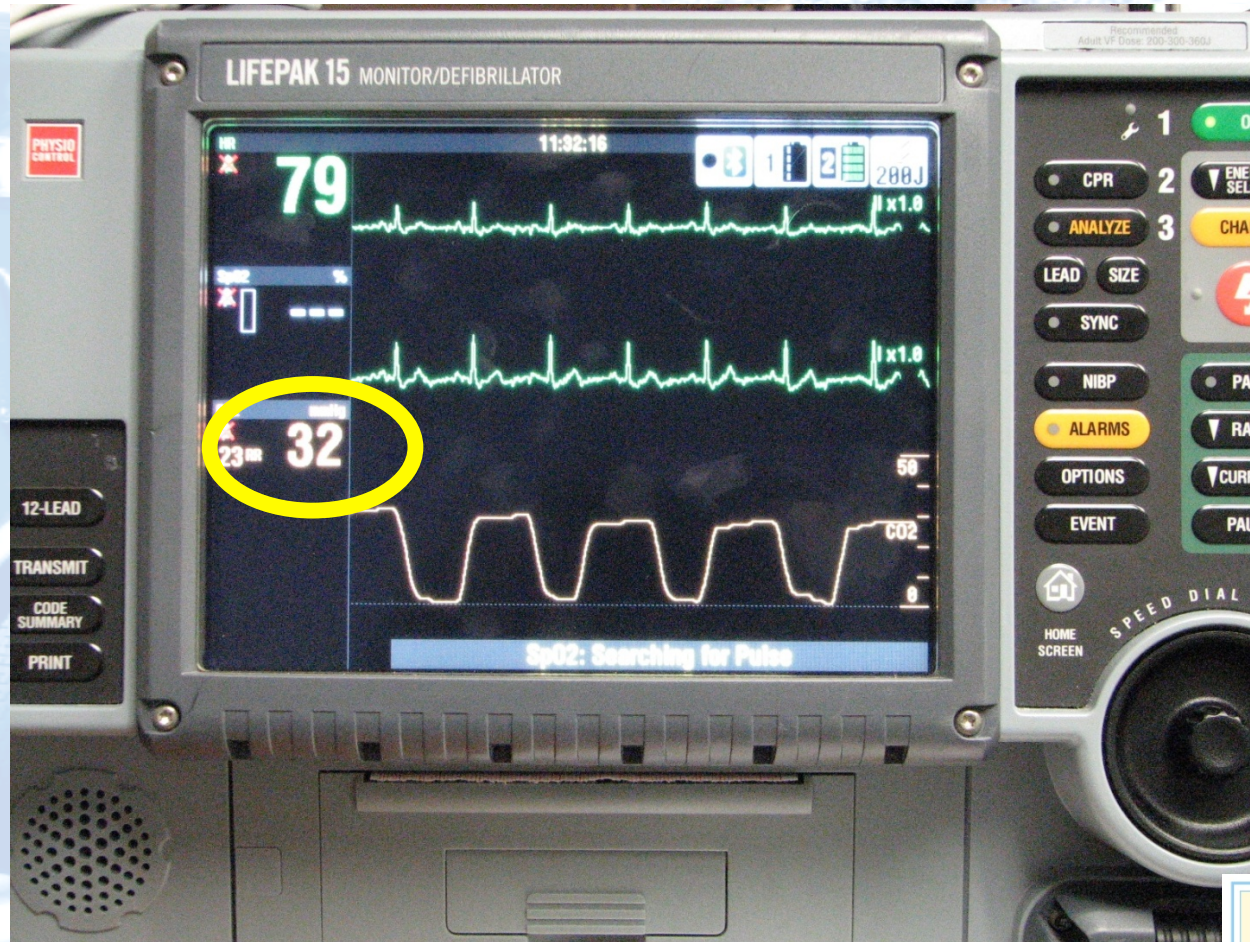 Recommended
Adult VF Dose: 200-300-360J
LIFEPAK 15 MONITOR/DEFIBRILLATOR
PHYSIO
CONTROL
HR
11:32:16
79
1
2
200J
II x1.0
SpO2 %
---
I x1.0
mmHg
23 RR 32
50
CO2
0
SpO2: Searching for Pulse
12-LEAD
TRANSMIT
CODE
SUMMARY
PRINT
1
CPR 2
ANALYZE 3
LEAD SIZE
SYNC
NIBP
ALARMS
OPTIONS
EVENT
HOME
SCREEN
SPEED DIAL